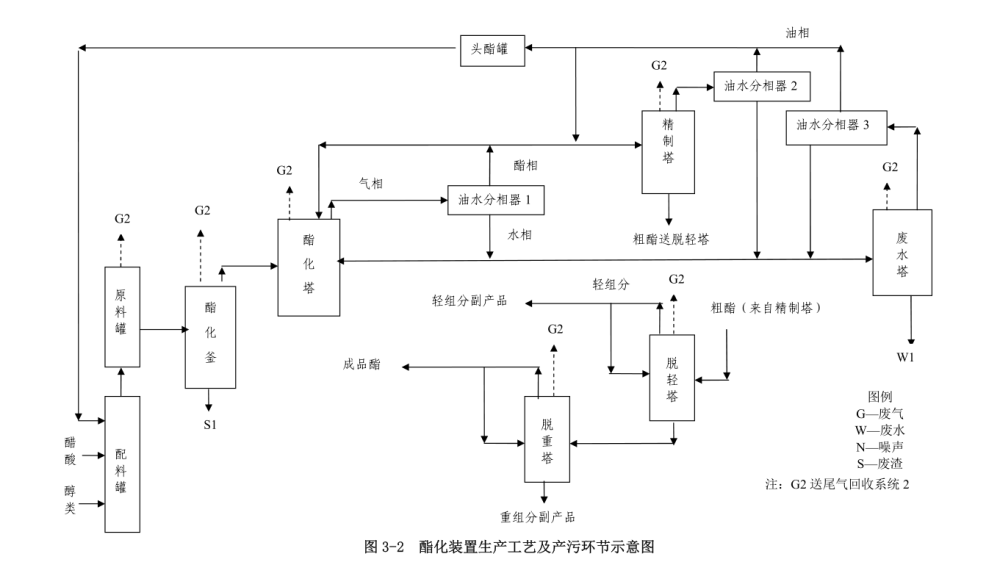 油相
头酯罐
G2
油水分相器 2
精制塔
油水分相器 3
酯相
G2
G2
气相
油水分相器 1
G2
G2
水相
粗酯送脱轻塔
酯化塔
废水塔
原料罐
酯化釜
轻组分
G2
轻组分副产品
粗酯（来自精制塔）
G2
W1
成品酯
脱轻塔
图例
G—废气
W—废水
N—噪声
S—废渣
注：G2 送尾气回收系统 2
S1
脱重塔
醋酸
配料罐
醇类
重组分副产品
图 3-2 酯化装置生产工艺及产污环节示意图